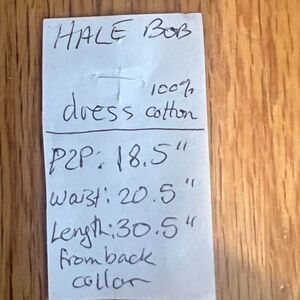 HALE BOB
100%
dress cotton
P2P: 18.5"
waist: 20.5"
Length: 30.5"
from back
collar